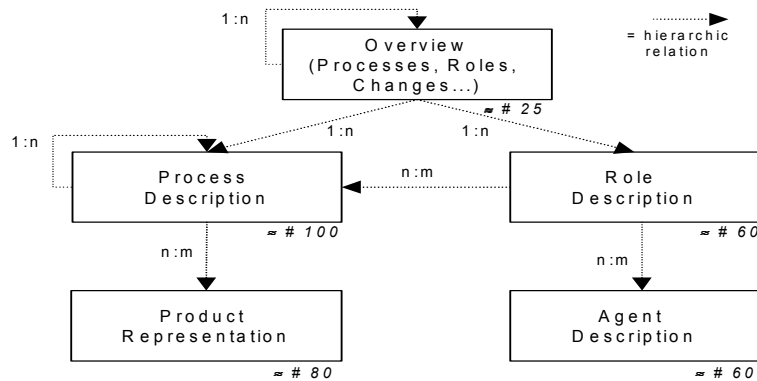 1:n
Overview
(Processes, Roles,
Changes...)
= hierarchic
relation
≈ # 25
1:n
1:n
1:n
Process
Description
n:m
Role
Description
≈ # 100
≈ # 60
n:m
n:m
Product
Representation
Agent
Description
≈ # 80
≈ # 60